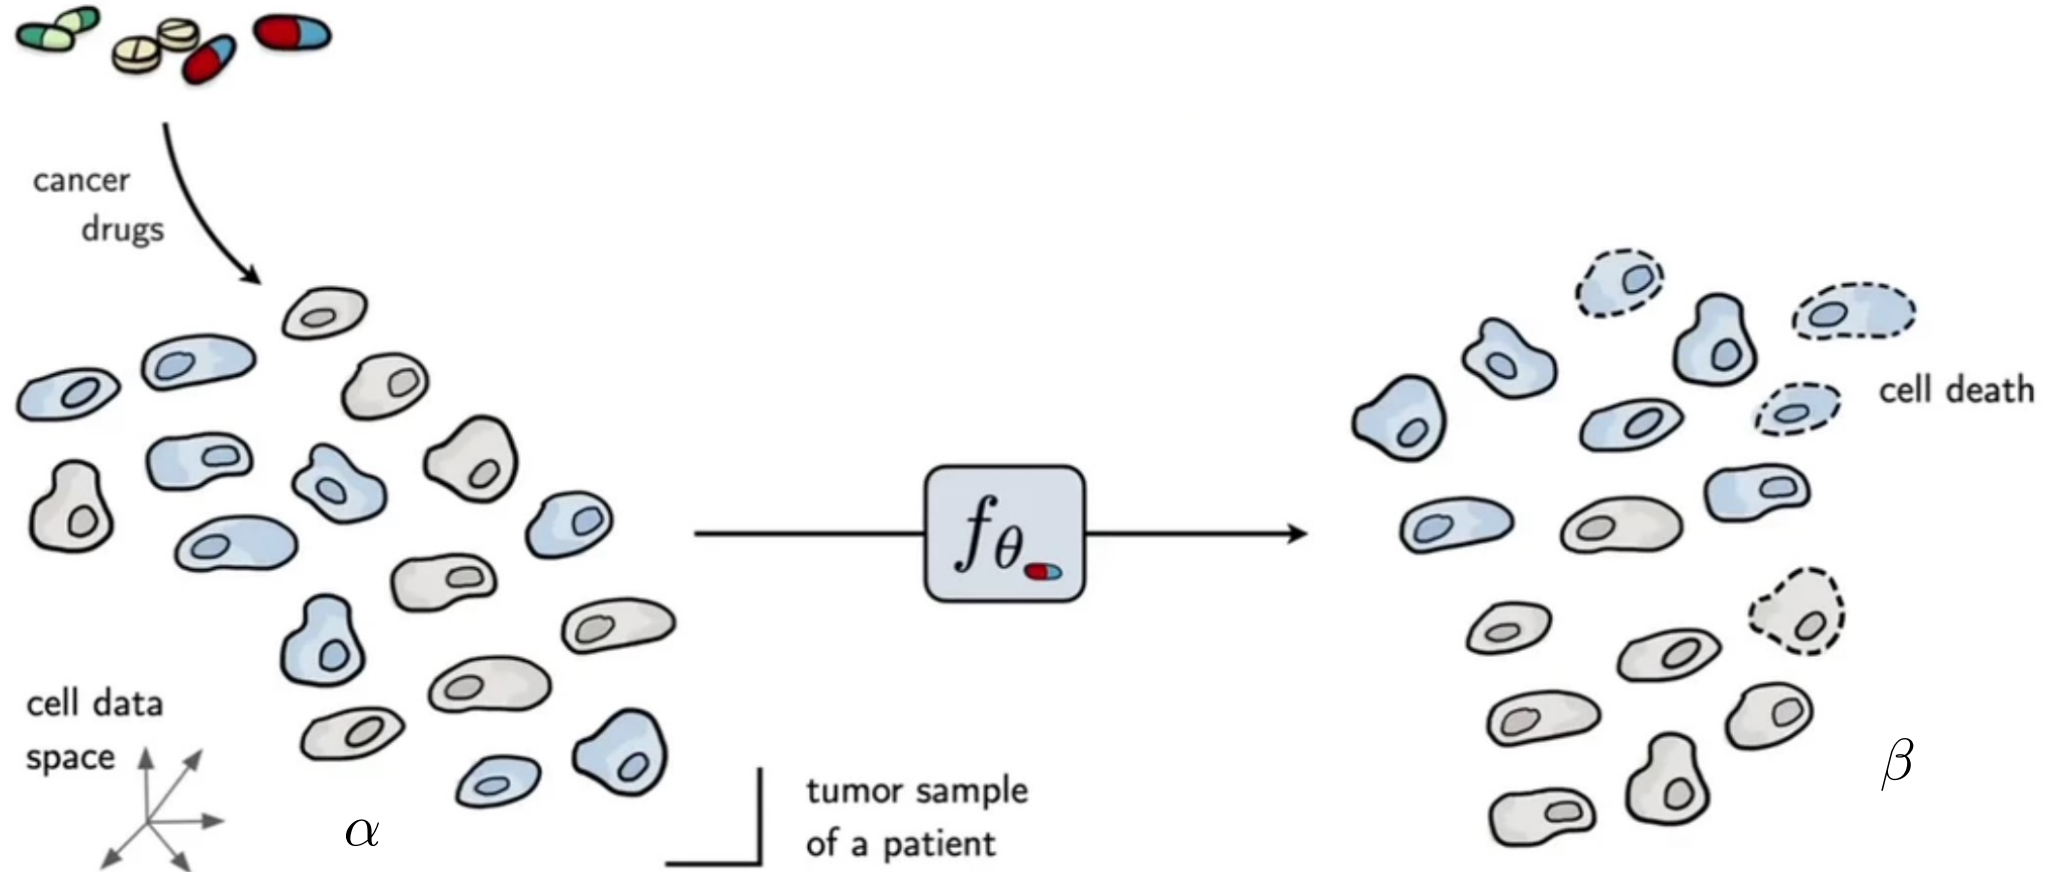 cancer
drugs
cell death
fθ
cell data
space
α
tumor sample
of a patient
β